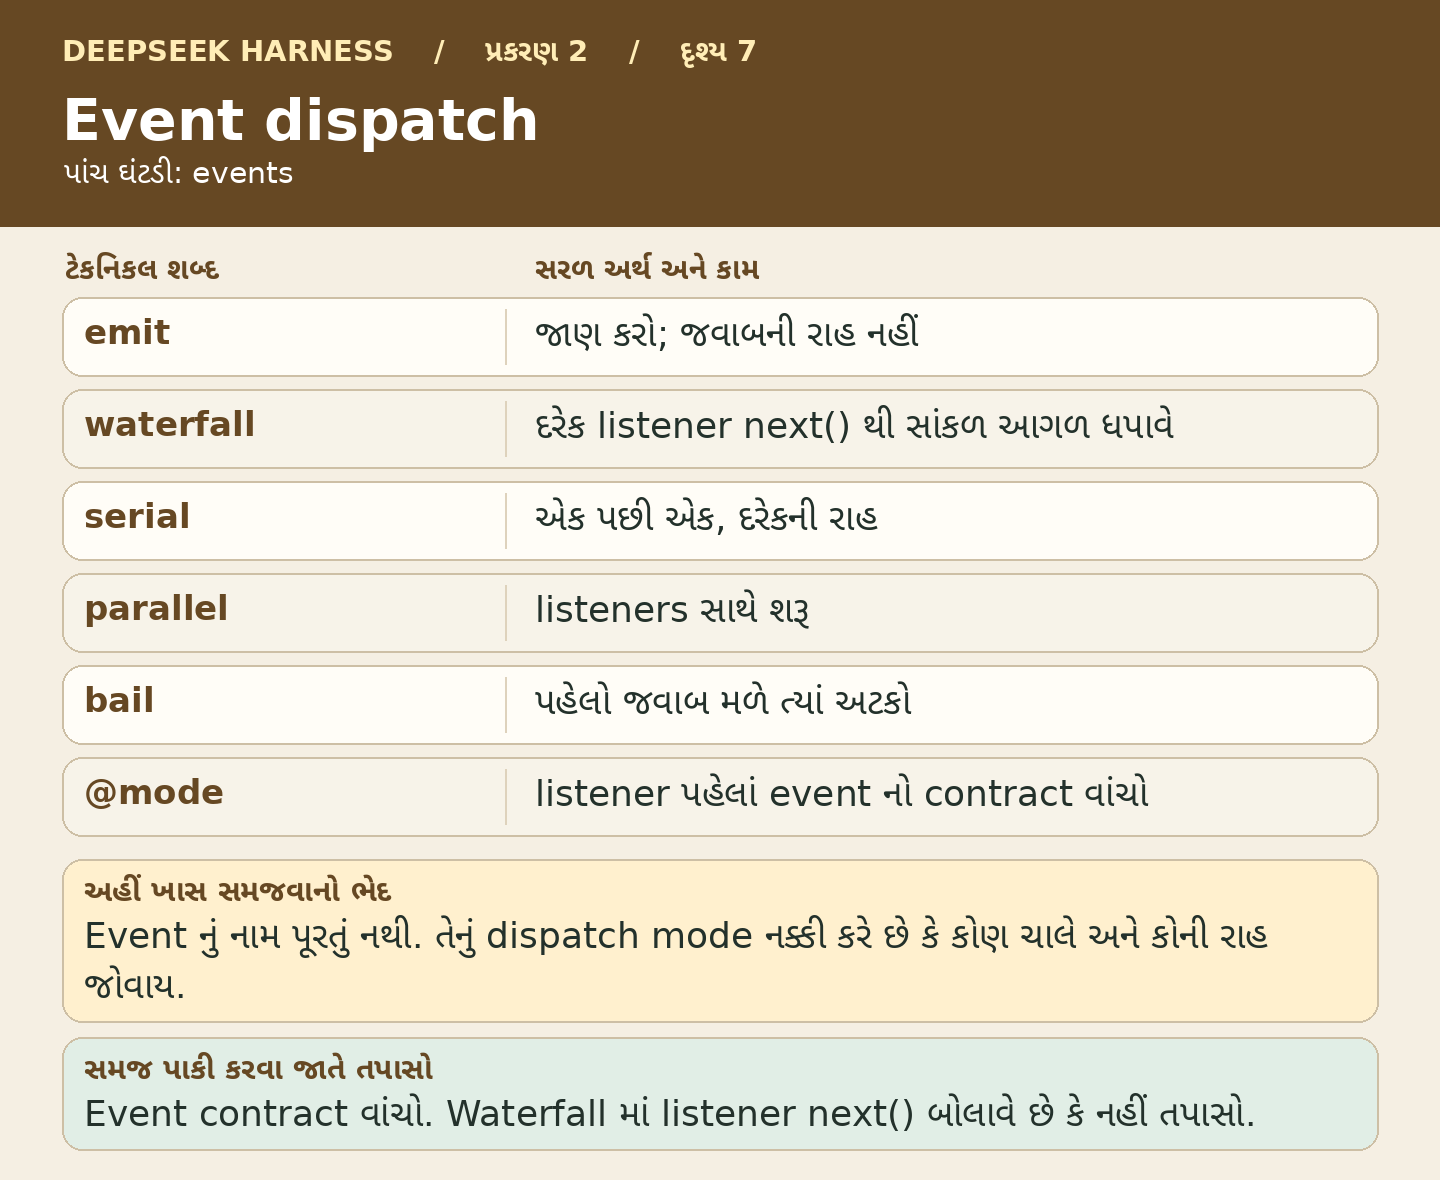 DEEPSEEK HARNESS / પ્રકરણ 2 / દૃશ્ય 7
Event dispatch
પાંચ ઘંટડી: events
ટેકનિકલ શબ્દ સરળ અર્થ અને કામ
emit જાણ કરો; જવાબની રાહ નહીં
waterfall દરેક listener next() થી સાંકળ આગળ ધપાવે
serial એક પછી એક, દરેકની રાહ
parallel listeners સાથે શરૂ
bail પહેલો જવાબ મળે ત્યાં અટકો
@mode listener પહેલાં event નો contract વાંચો
અહીં ખાસ સમજવાનો ભેદ
Event નું નામ પૂરતું નથી. તેનું dispatch mode નક્કી કરે છે કે કોણ ચાલે અને કોની રાહ
જોવાય.
સમજ પાકી કરવા જાતે તપાસો
Event contract વાંચો. Waterfall માં listener next() બોલાવે છે કે નહીં તપાસો.